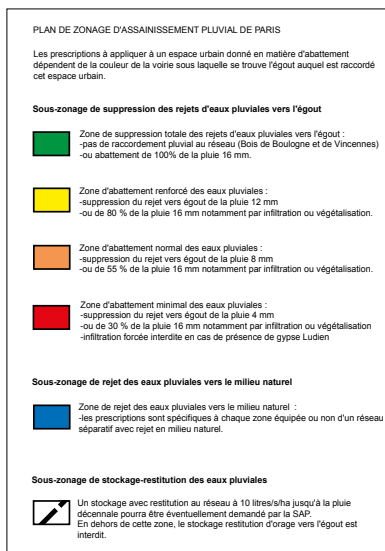 PLAN DE ZONAGE D'ASSAINISSEMENT PLUVIAL DE PARIS
Les prescriptions à appliquer à un espace urbain donné en matière d'abattement
dépendent de la couleur de la voirie sous laquelle se trouve l'égout auquel est raccordé
cet espace urbain.
Sous-zonage de suppression des rejets d'eaux pluviales vers l'égout
Zone de suppression totale des rejets d'eaux pluviales vers l'égout :
-pas de raccordement pluvial au réseau (Bois de Boulogne et de Vincennes)
-ou abattement de 100% de la pluie 16 mm.
Zone d'abattement renforcé des eaux pluviales :
-suppression du rejet vers égout de la pluie 12 mm
-ou de 80 % de la pluie 16 mm notamment par infiltration ou végétalisation.
Zone d'abattement normal des eaux pluviales :
-suppression du rejet vers égout de la pluie 8 mm
-ou de 55 % de la pluie 16 mm notamment par infiltration ou végétalisation.
Zone d'abattement minimal des eaux pluviales :
-suppression du rejet vers égout de la pluie 4 mm
-ou de 30 % de la pluie 16 mm notamment par infiltration ou végétalisation
-infiltration forcée interdite en cas de présence de gypse Ludien
Sous-zonage de rejet des eaux pluviales vers le milieu naturel
Zone de rejet des eaux pluviales vers le milieu naturel :
-les prescriptions sont spécifiques à chaque zone équipée ou non d'un réseau
séparatif avec rejet en milieu naturel.
Sous-zonage de stockage-restitution des eaux pluviales
Un stockage avec restitution au réseau à 10 litres/s/ha jusqu'à la pluie
décennale pourra être éventuellement demandé par la SAP.
En dehors de cette zone, le stockage restitution d'orage vers l'égout est
interdit.